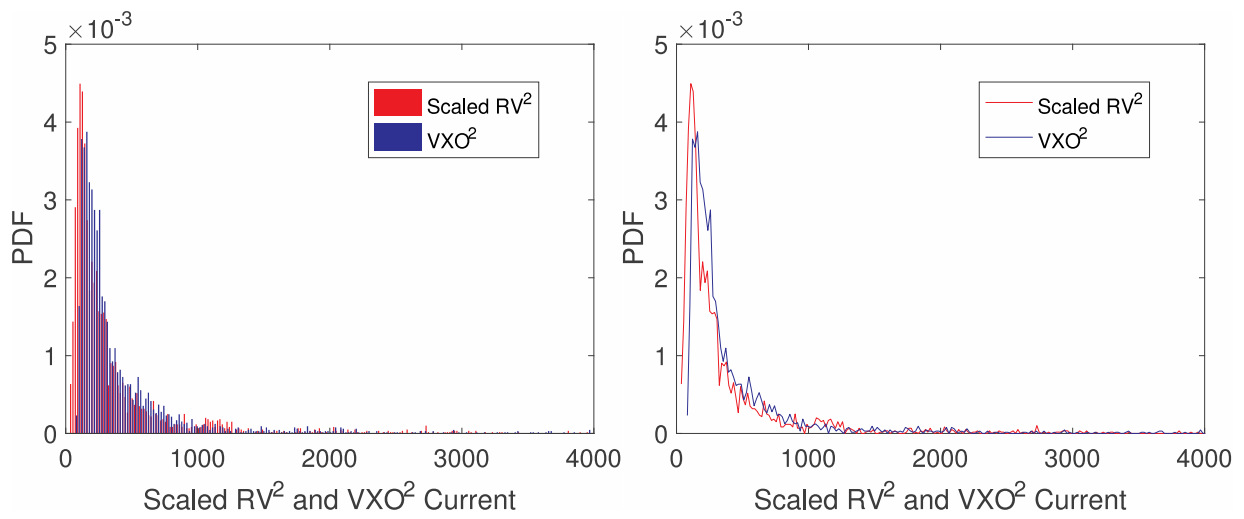 ×10⁻³
5
4
3
2
1
0
PDF
0 1000 2000 3000 4000
Scaled RV² and VXO² Current
Scaled RV²
VXO²
×10⁻³
5
4
3
2
1
0
PDF
0 1000 2000 3000 4000
Scaled RV² and VXO² Current
Scaled RV²
VXO²